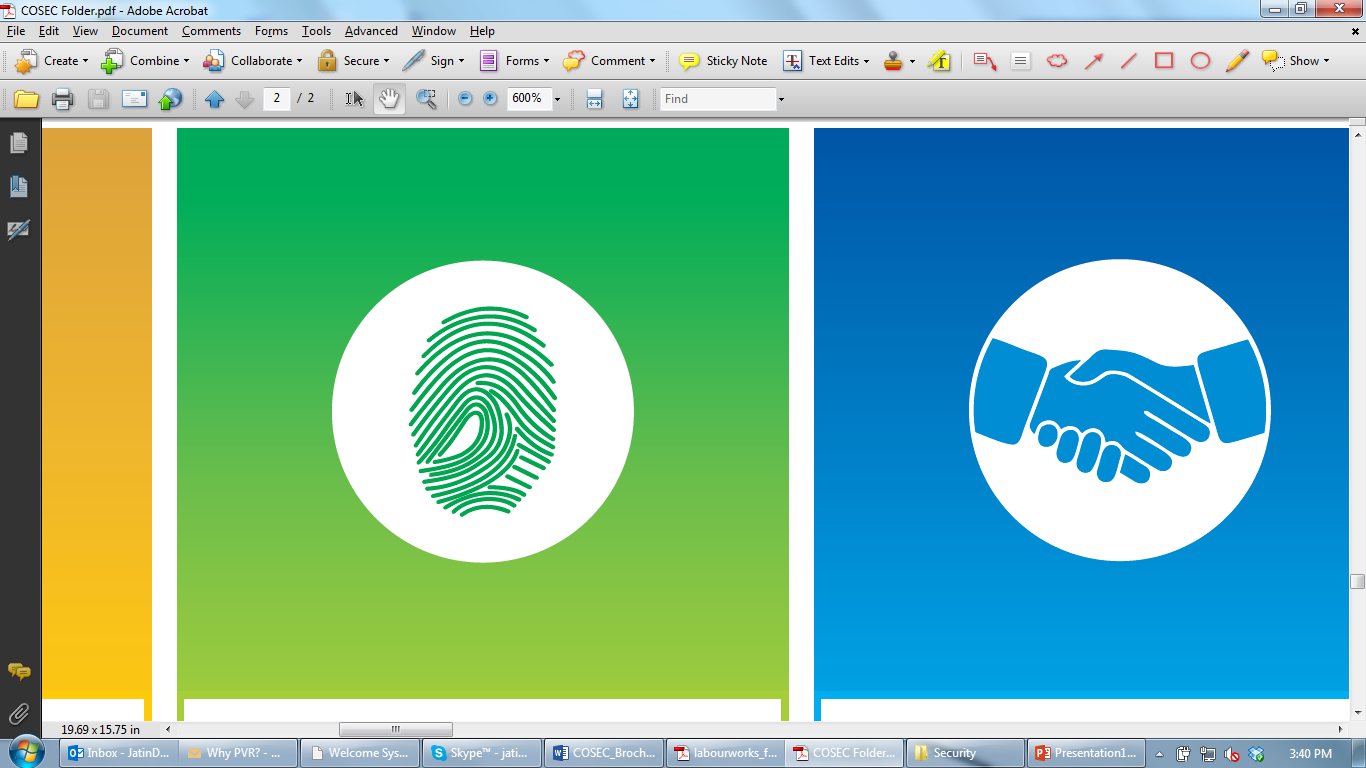 COSEC Folder.pdf - Adobe Acrobat
File Edit View Document Comments Forms Tools Advanced Window Help
Create Combine Collaborate Secure Sign Forms Comment Sticky Note Text Edits Show
2 / 2 600% Find
19.69 x 15.75 in
Inbox - JatinD... Why PVR? - ... Welcome Sys... Skype™ - jati... COSEC_Broch... labourworks_f... COSEC Folder... Security Presentation1... 3:40 PM